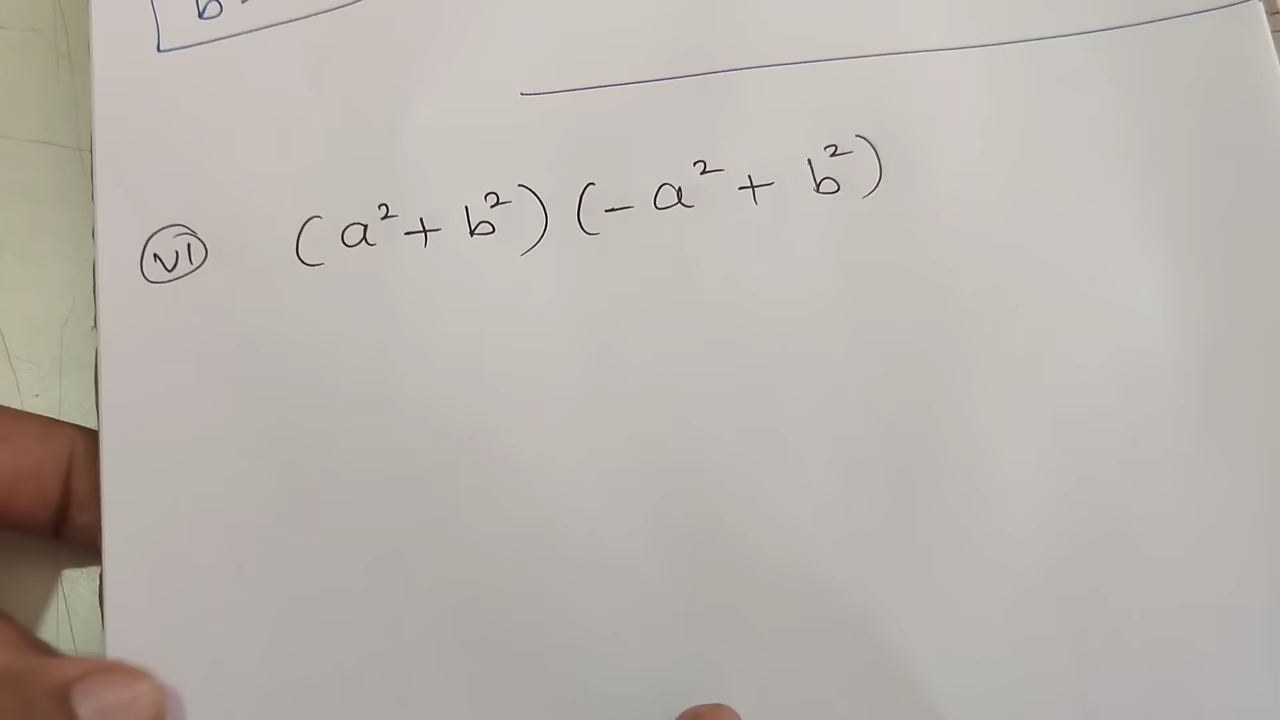 b
(vi) (a² + b²) (-a² + b²)